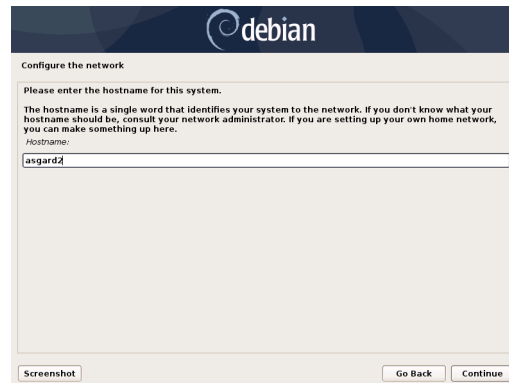 debian
Configure the network
Please enter the hostname for this system.
The hostname is a single word that identifies your system to the network. If you don't know what your
hostname should be, consult your network administrator. If you are setting up your own home network,
you can make something up here.
Hostname:
asgard2
Screenshot
Go Back
Continue